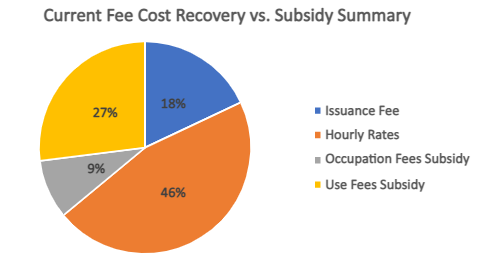 Current Fee Cost Recovery vs. Subsidy Summary
18%
27%
9%
46%
Issuance Fee
Hourly Rates
Occupation Fees Subsidy
Use Fees Subsidy